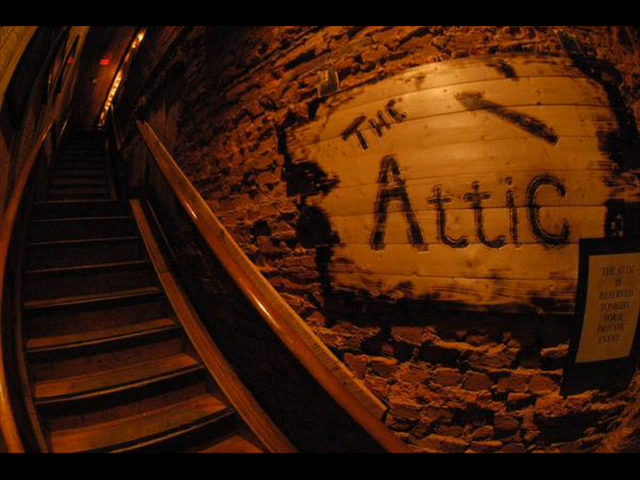 THE
AttiC
THE ATTIC
IS
RESERVED
TONIGHT
FOR A
PRIVATE
EVENT